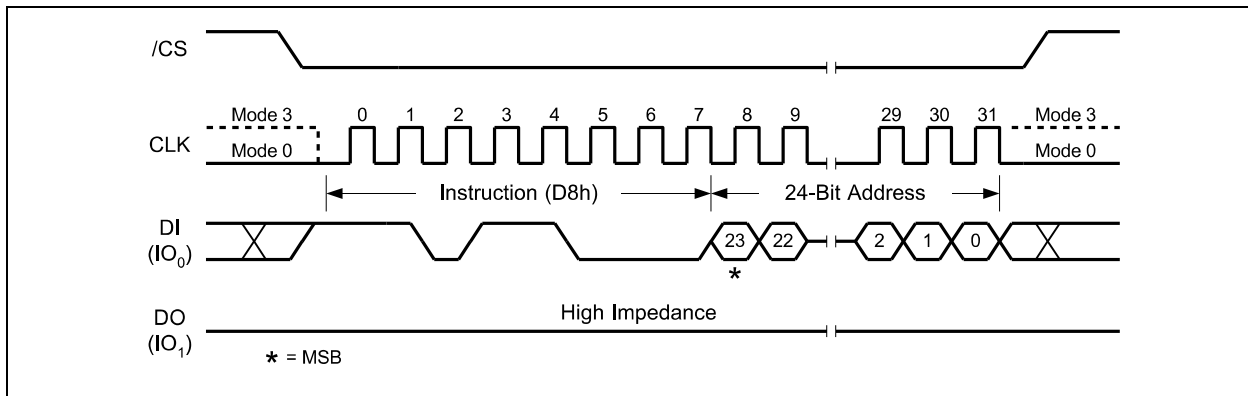 /CS
Mode 3 0 1 2 3 4 5 6 7 8 9 29 30 31 Mode 3
CLK
Mode 0 Mode 0
Instruction (D8h) 24-Bit Address
DI
(IO₀)
23 22 2 1 0
*
High Impedance
DO
(IO₁)
* = MSB